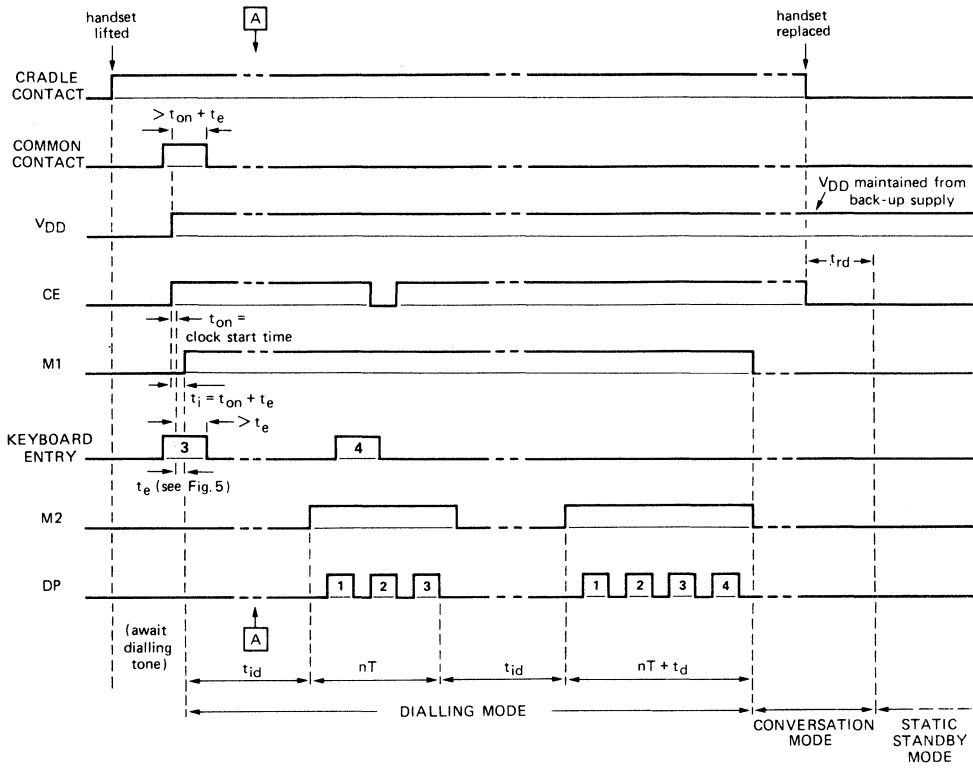 handset
lifted
A
handset
replaced
CRADLE
CONTACT
> ton + te
COMMON
CONTACT
VDD maintained from
back-up supply
VDD
trd
CE
ton =
clock start time
M1
ti = ton + te
> te
KEYBOARD
ENTRY
3
4
te (see Fig. 5)
M2
DP
1
2
3
1
2
3
4
(await
dialling
tone)
A
tid
nT
tid
nT + td
DIALLING MODE
CONVERSATION
MODE
STATIC
STANDBY
MODE